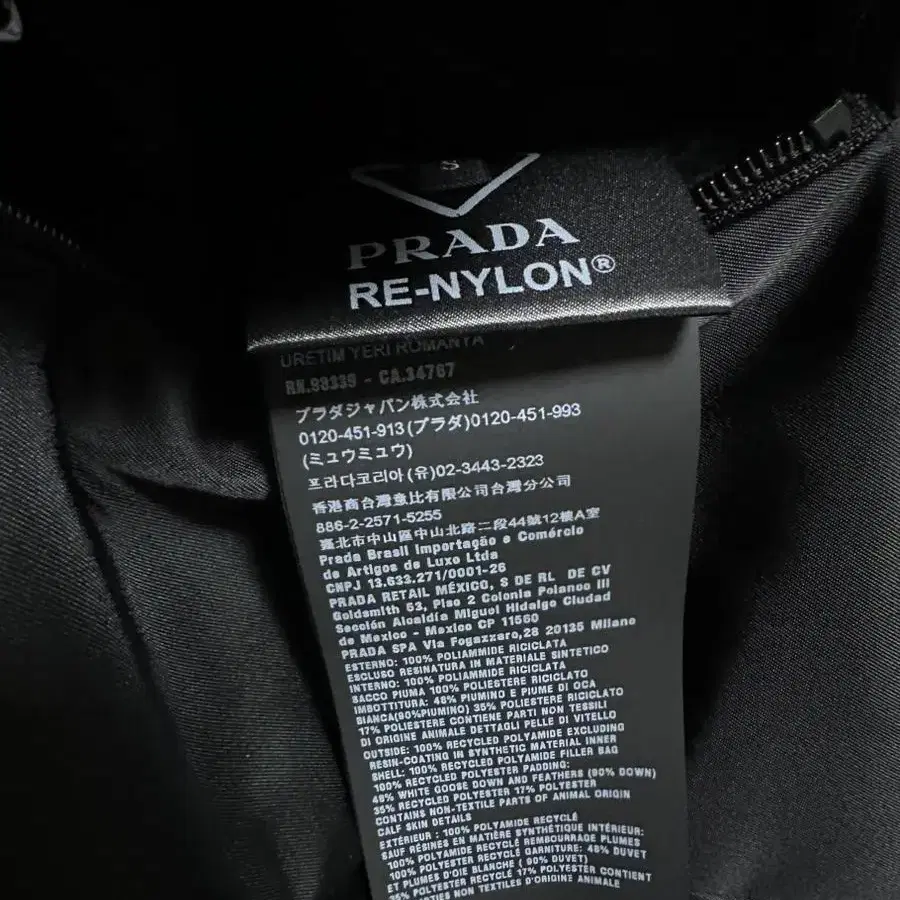 S
PRADA
RE-NYLON®
URETIM YERI ROMANYA
RN.98339 - CA.34767
プラダジャパン株式会社
0120-451-913(プラダ)0120-451-993
(ミュウミュウ)
프라다코리아(유)02-3443-2323
香港商台灣意比有限公司台灣分公司
886-2-2571-5255
臺北市中山區中山北路二段44號12樓A室
Prada Brasil Importação e Comércio
de Artigos de Luxo Ltda
CNPJ 13.633.271/0001-26
PRADA RETAIL MÉXICO, S DE RL DE CV
Goldsmith 53, Piso 2 Colonia Polanco III
Sección Alcaldía Miguel Hidalgo Ciudad
de Mexico - Mexico CP 11560
PRADA SPA Via Fogazzaro,28 20135 Milano
ESTERNO: 100% POLIAMMIDE RICICLATA
ESCLUSO RESINATURA IN MATERIALE SINTETICO
INTERNO: 100% POLIAMMIDE RICICLATA
SACCO PIUMA 100% POLIESTERE RICICLATO
IMBOTTITURA: 48% PIUMINO E PIUME DI OCA
BIANCA(90%PIUMINO) 35% POLIESTERE RICICLATO
17% POLIESTERE CONTIENE PARTI NON TESSILI
DI ORIGINE ANIMALE DETTAGLI PELLE DI VITELLO
OUTSIDE: 100% RECYCLED POLYAMIDE EXCLUDING
RESIN-COATING IN SYNTHETIC MATERIAL INNER
SHELL: 100% RECYCLED POLYAMIDE FILLER BAG
100% RECYCLED POLYESTER PADDING:
48% WHITE GOOSE DOWN AND FEATHERS (90% DOWN)
35% RECYCLED POLYESTER 17% POLYESTER
CONTAINS NON-TEXTILE PARTS OF ANIMAL ORIGIN
CALF SKIN DETAILS
EXTÉRIEUR : 100% POLYAMIDE RECYCLÉ
SAUF RÉSINES EN MATIÈRE SYNTHÉTIQUE INTÉRIEUR:
100% POLYAMIDE RECYCLÉ REMBOURRAGE PLUMES
100% POLYESTER RECYCLÉ GARNITURE: 48% DUVET
ET PLUMES D'OIE BLANCHE ( 90% DUVET)
35% POLYESTER RECYCLÉ 17% POLYESTER CONTIENT
PARTIES NON TEXTILES D'ORIGINE ANIMALE